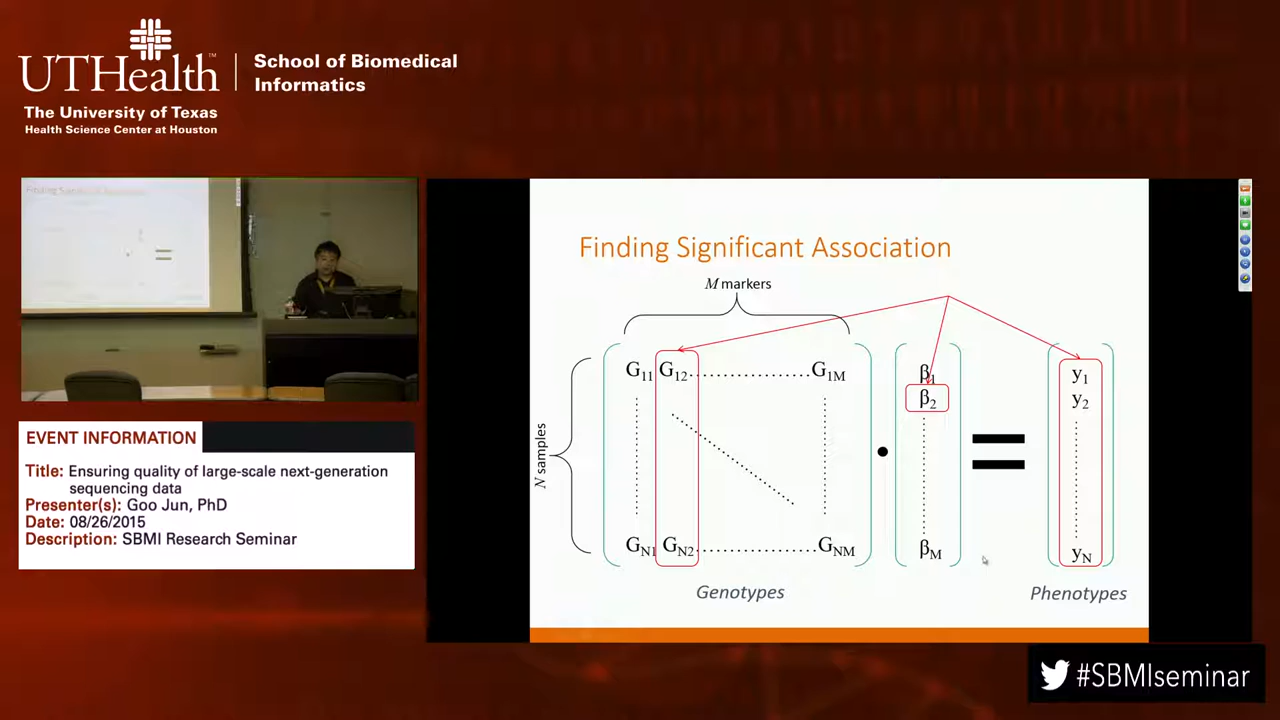 UTHealth™
School of Biomedical
Informatics
The University of Texas
Health Science Center at Houston
EVENT INFORMATION
Title: Ensuring quality of large-scale next-generation
sequencing data
Presenter(s): Goo Jun, PhD
Date: 08/26/2015
Description: SBMI Research Seminar
Finding Significant Association
M markers
N samples
G11 G12 G1M
GN1 GN2 GNM
β1
β2
βM
=
y1
y2
yN
Genotypes
Phenotypes
#SBMIseminar